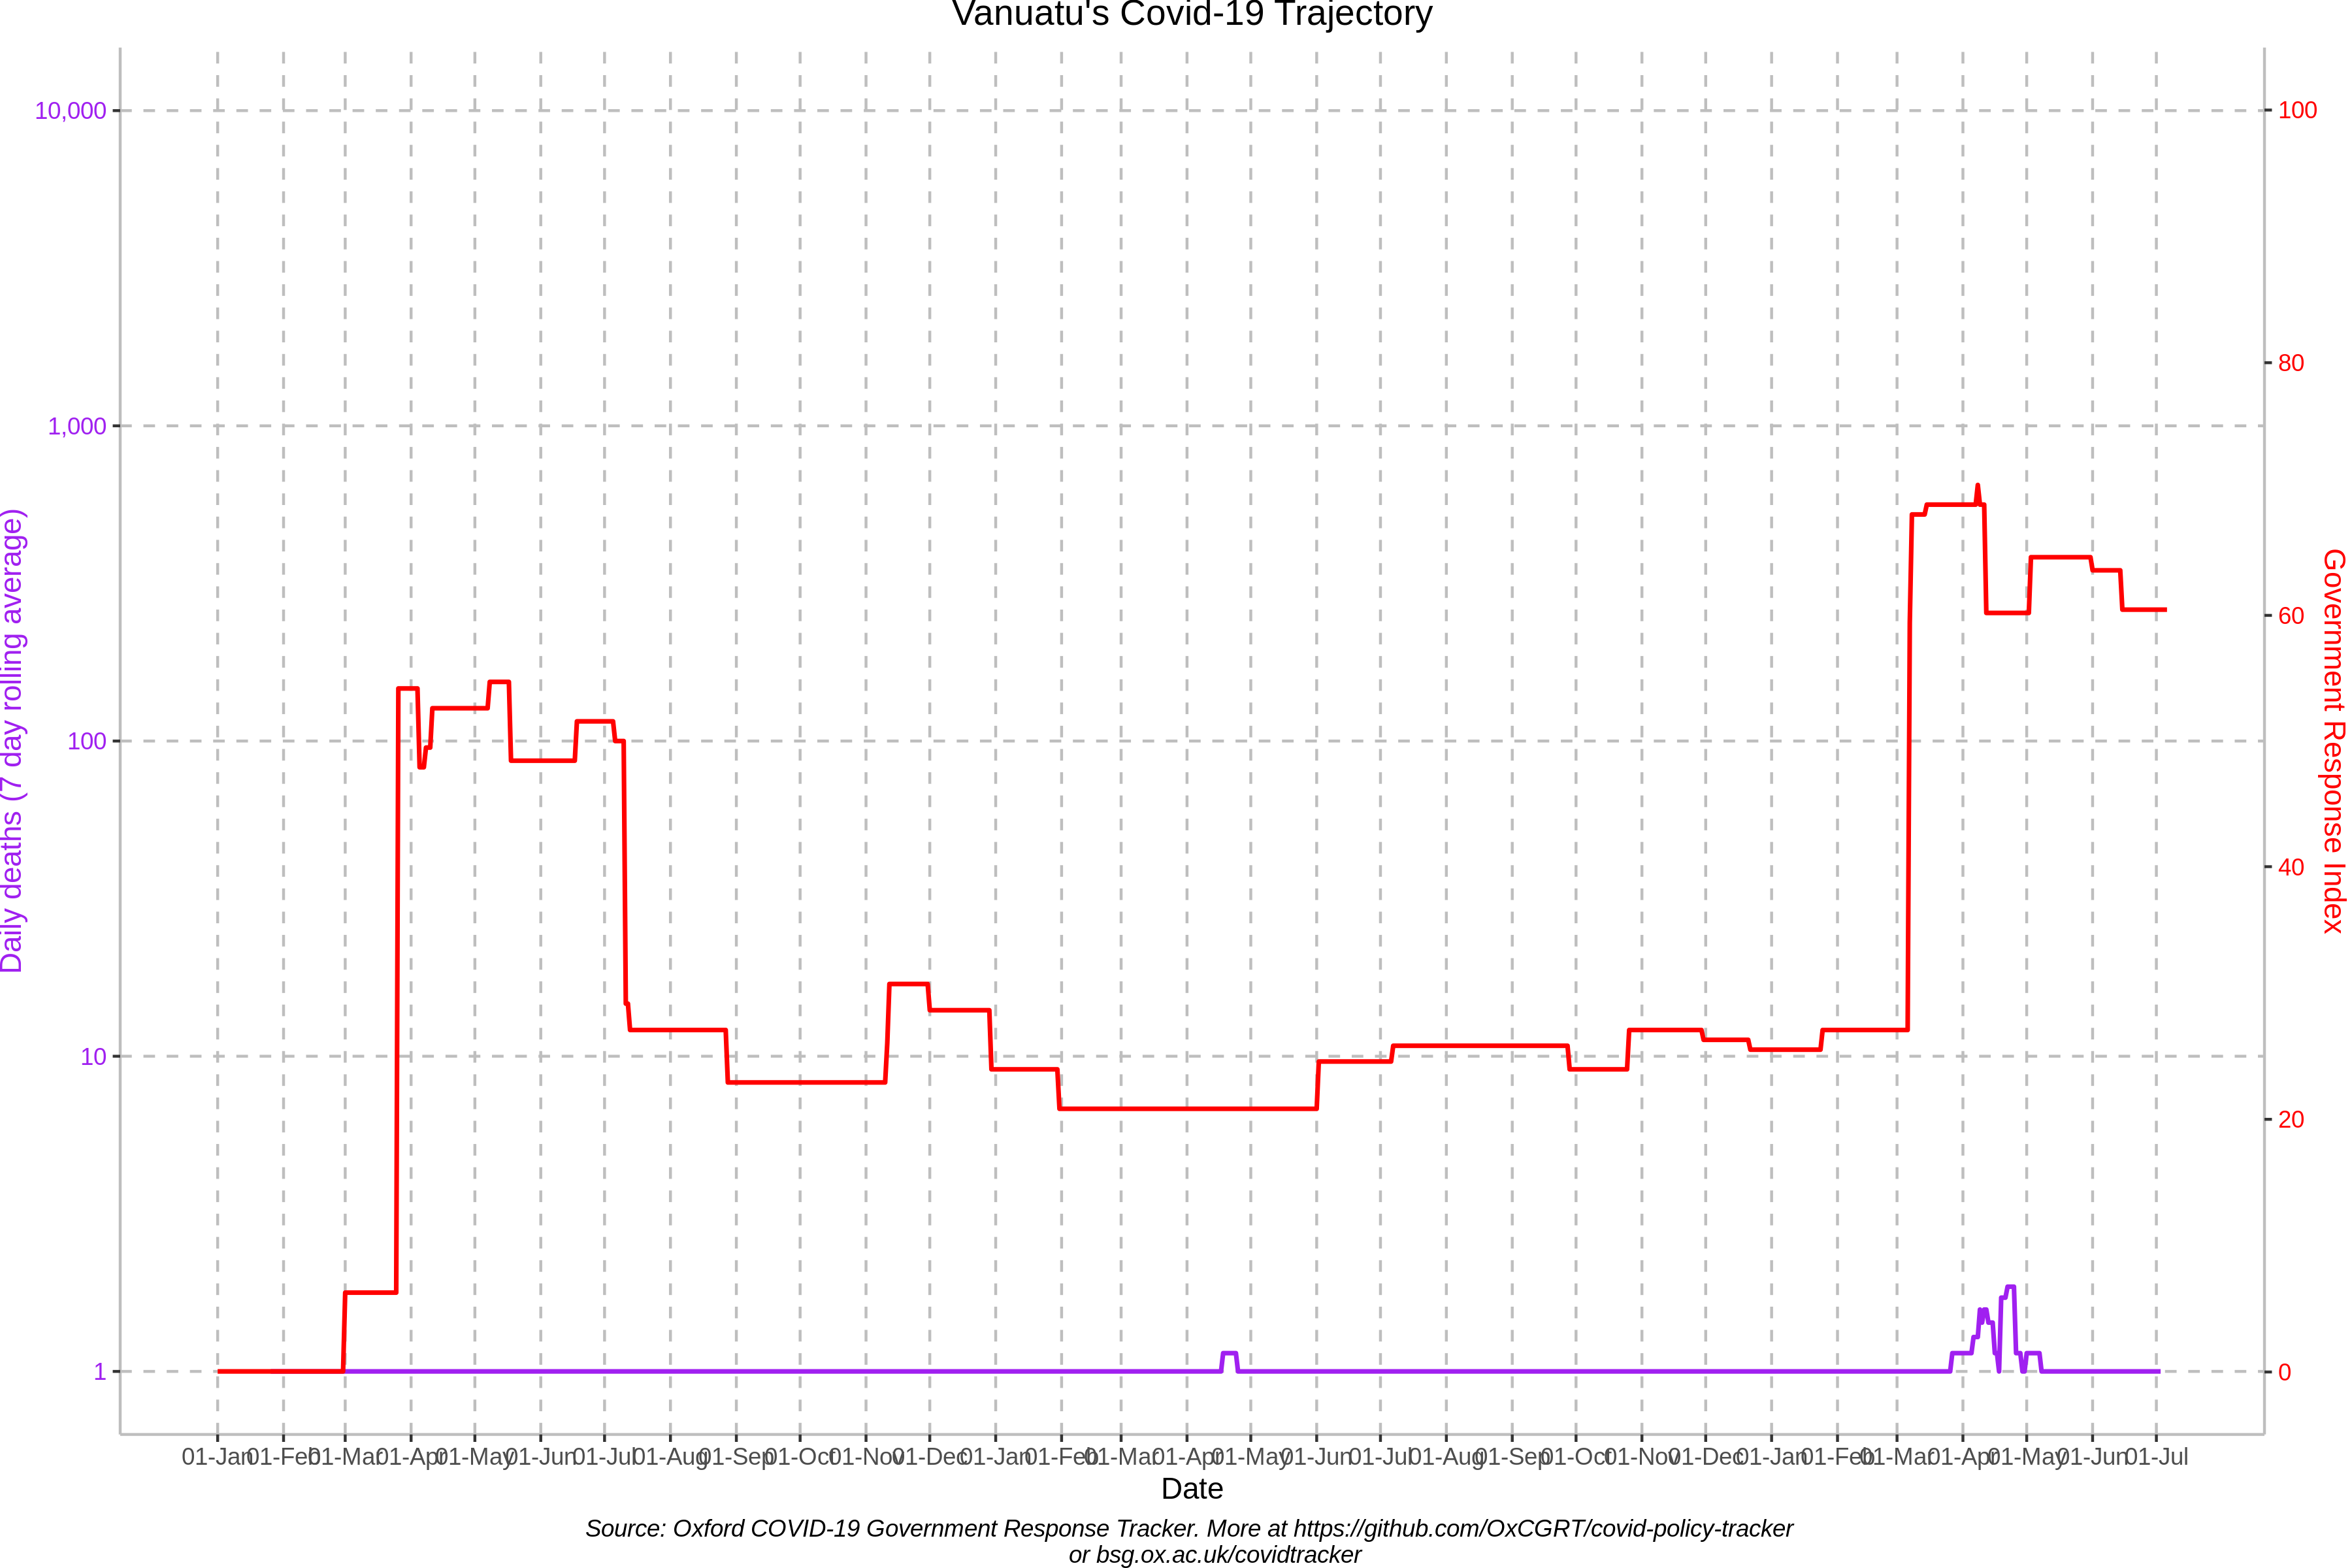 Vanuatu's Covid-19 Trajectory
10,000
1,000
100
10
1
Daily deaths (7 day rolling average)
100
80
60
40
20
0
Government Response Index
01-Jan 01-Feb 01-Mar 01-Apr 01-May 01-Jun 01-Jul 01-Aug 01-Sep 01-Oct 01-Nov 01-Dec 01-Jan 01-Feb 01-Mar 01-Apr 01-May 01-Jun 01-Jul 01-Aug 01-Sep 01-Oct 01-Nov 01-Dec 01-Jan 01-Feb 01-Mar 01-Apr 01-May 01-Jun 01-Jul
Date
Source: Oxford COVID-19 Government Response Tracker. More at https://github.com/OxCGRT/covid-policy-tracker
or bsg.ox.ac.uk/covidtracker